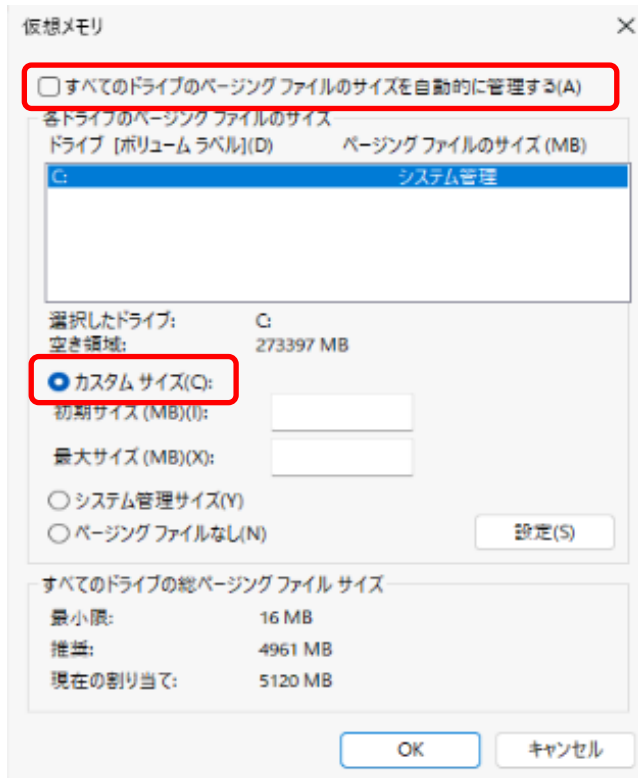 仮想メモリ
すべてのドライブのページング ファイルのサイズを自動的に管理する(A)
各ドライブのページング ファイルのサイズ
ドライブ [ボリューム ラベル](D) ページング ファイルのサイズ (MB)
C: システム管理
選択したドライブ: C:
空き領域: 273397 MB
カスタム サイズ(C):
初期サイズ (MB)(I):
最大サイズ (MB)(X):
システム管理サイズ(Y)
ページング ファイルなし(N) 設定(S)
すべてのドライブの総ページング ファイル サイズ
最小限: 16 MB
推奨: 4961 MB
現在の割り当て: 5120 MB
OK キャンセル